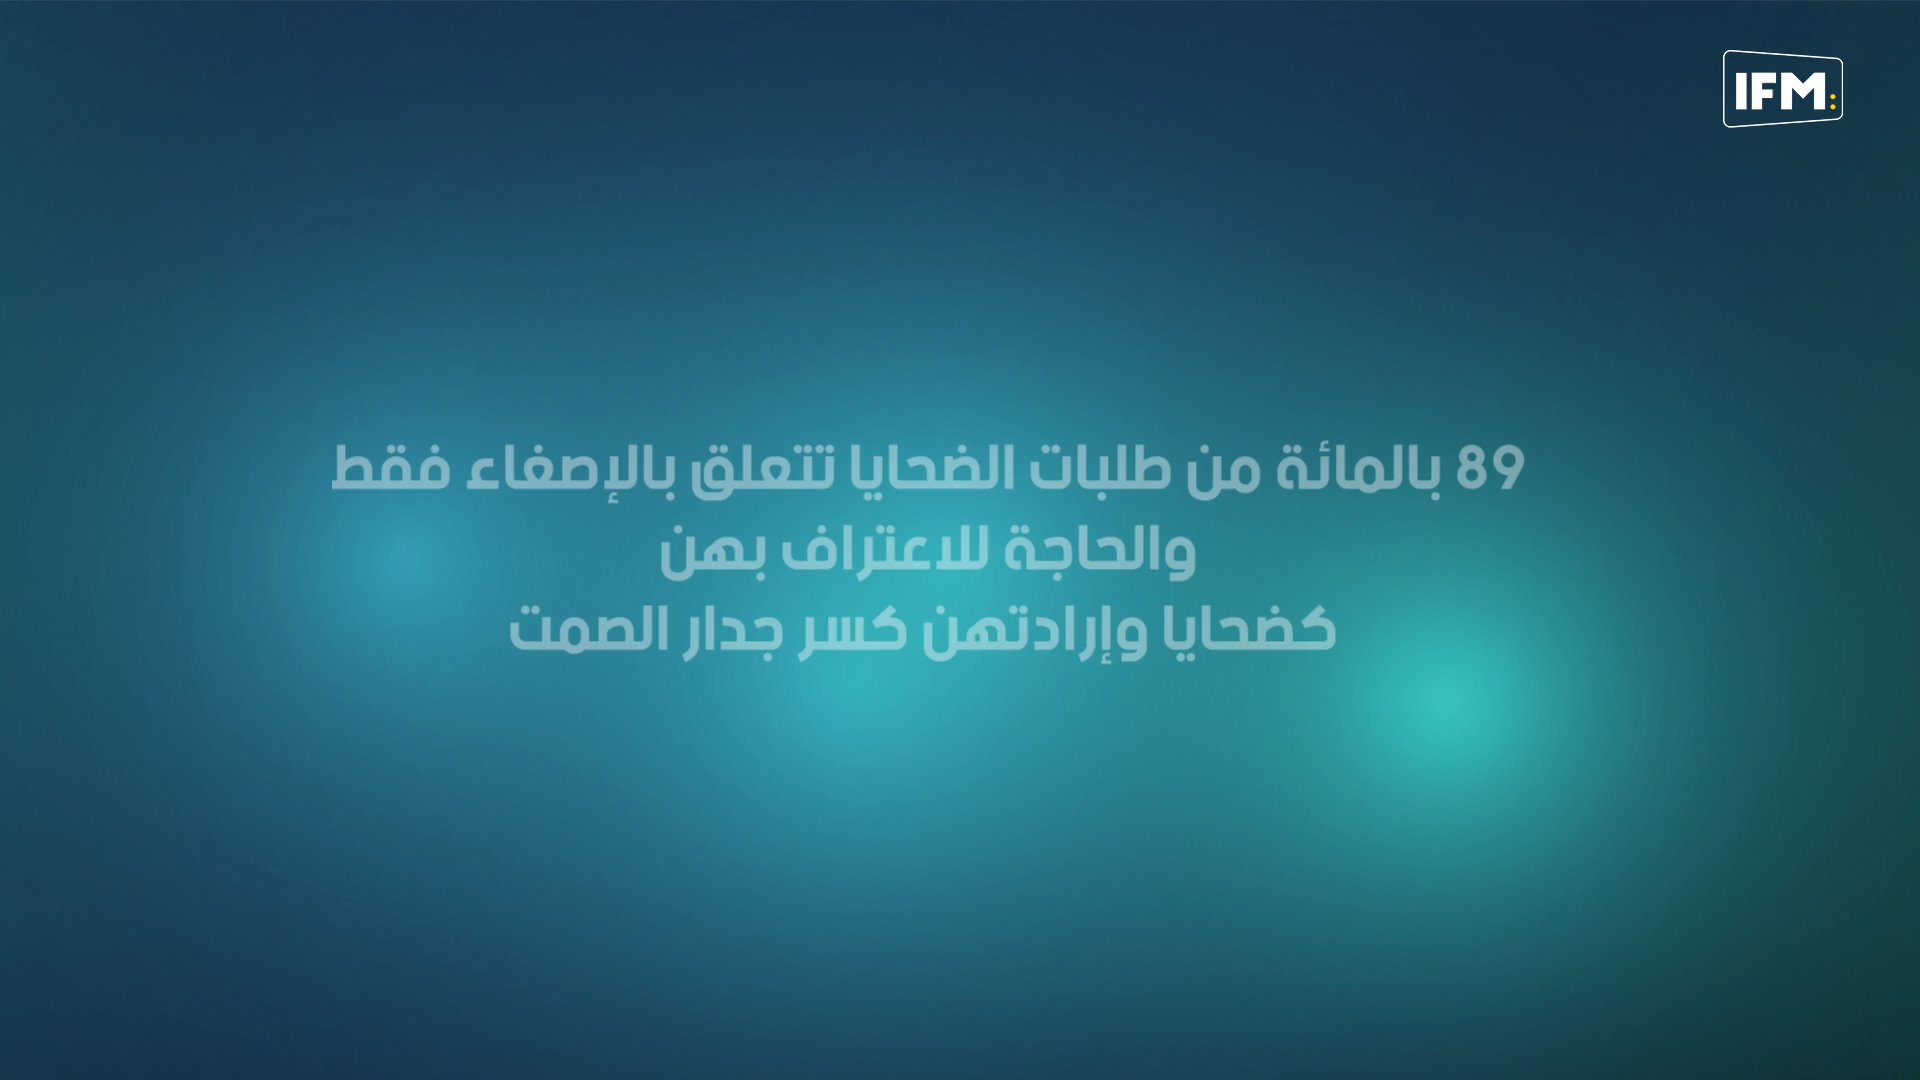 IFM:
89 بالمائة من طلبات الضحايا تتعلق بالإصغاء فقط
والحاجة للاعتراف بهن
كضحايا وإرادتهن كسر جدار الصمت